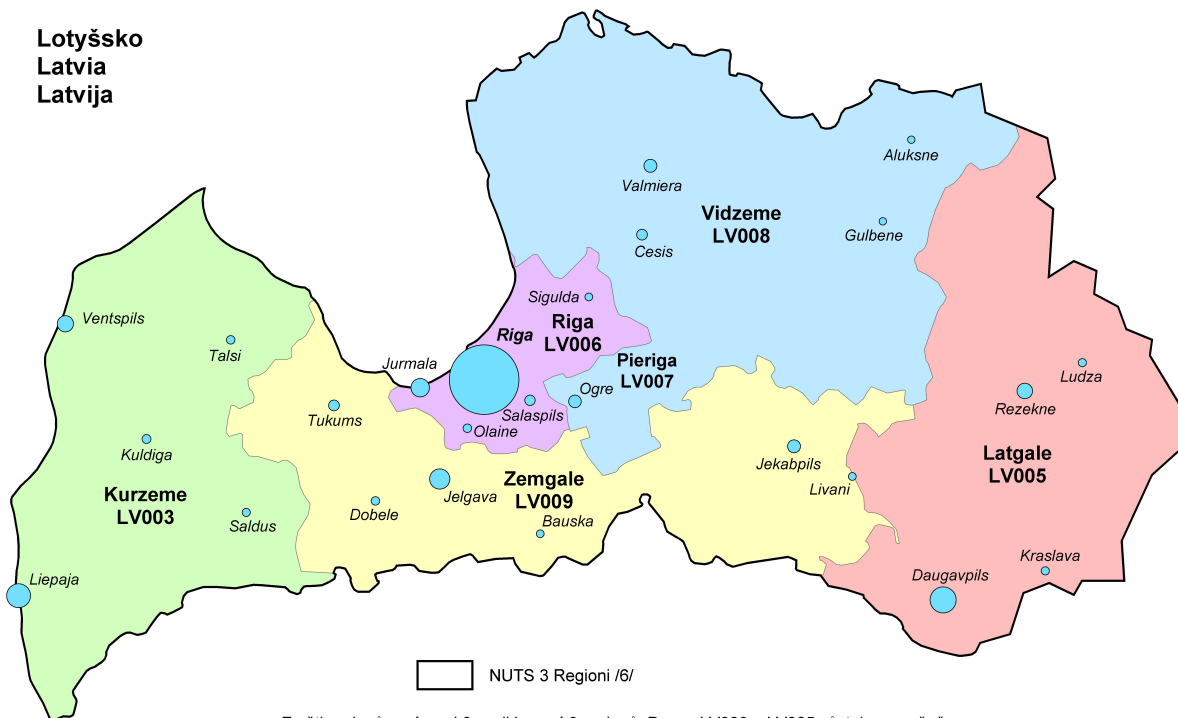 Lotyšsko
Latvia
Latvija
Aluksne
Valmiera
Vidzeme
LV008
Gulbene
Cesis
Sigulda
Ventspils
Riga
Riga
LV006
Talsi
Pieriga
LV007
Jurmala
Ludza
Ogre
Rezekne
Salaspils
Tukums
Olaine
Kuldiga
Jekabpils
Latgale
LV005
Livani
Zemgale
LV009
Jelgava
Kurzeme
LV003
Dobele
Saldus
Bauska
Kraslava
Daugavpils
Liepaja
NUTS 3 Regioni /6/